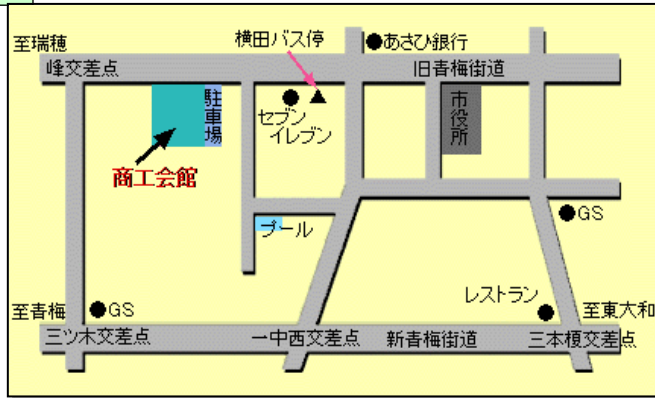 至瑞穂
横田バス停
あさひ銀行
峰交差点
旧青梅街道
駐車場
セブン
イレブン
市役所
商工会館
GS
プール
レストラン
至青梅
GS
至東大和
三ツ木交差点
一中西交差点
新青梅街道
三本榎交差点